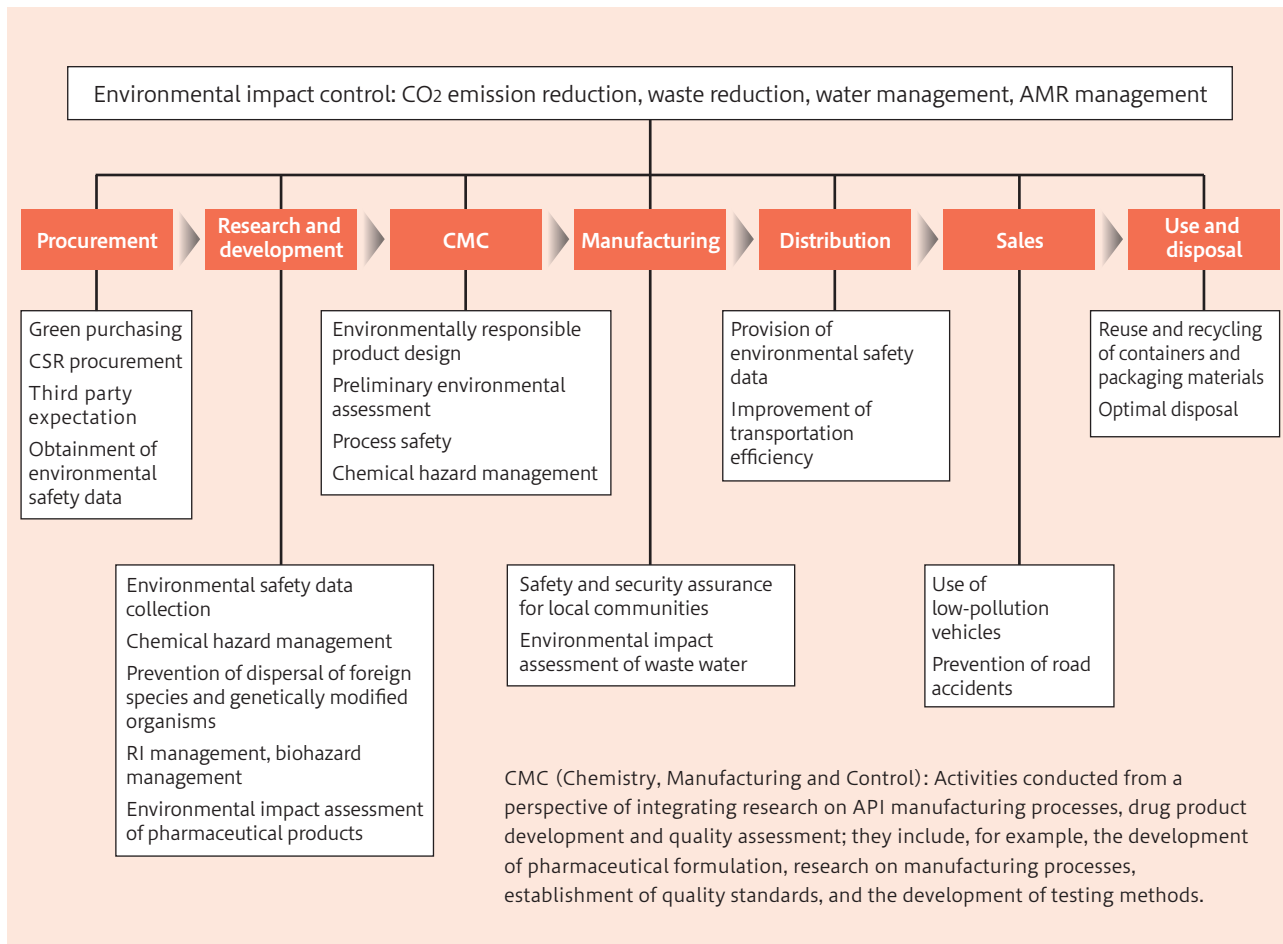 Environmental impact control: CO2 emission reduction, waste reduction, water management, AMR management
Procurement
Research and
development
CMC
Manufacturing
Distribution
Sales
Use and
disposal
Green purchasing
CSR procurement
Third party
expectation
Obtainment of
environmental
safety data
Environmentally responsible
product design
Preliminary environmental
assessment
Process safety
Chemical hazard management
Provision of
environmental safety
data
Improvement of
transportation
efficiency
Reuse and recycling
of containers and
packaging materials
Optimal disposal
Environmental safety data
collection
Chemical hazard management
Prevention of dispersal of foreign
species and genetically modified
organisms
RI management, biohazard
management
Environmental impact assessment
of pharmaceutical products
Safety and security assurance
for local communities
Environmental impact
assessment of waste water
Use of
low-pollution
vehicles
Prevention of road
accidents
CMC (Chemistry, Manufacturing and Control): Activities conducted from a
perspective of integrating research on API manufacturing processes, drug product
development and quality assessment; they include, for example, the development
of pharmaceutical formulation, research on manufacturing processes,
establishment of quality standards, and the development of testing methods.